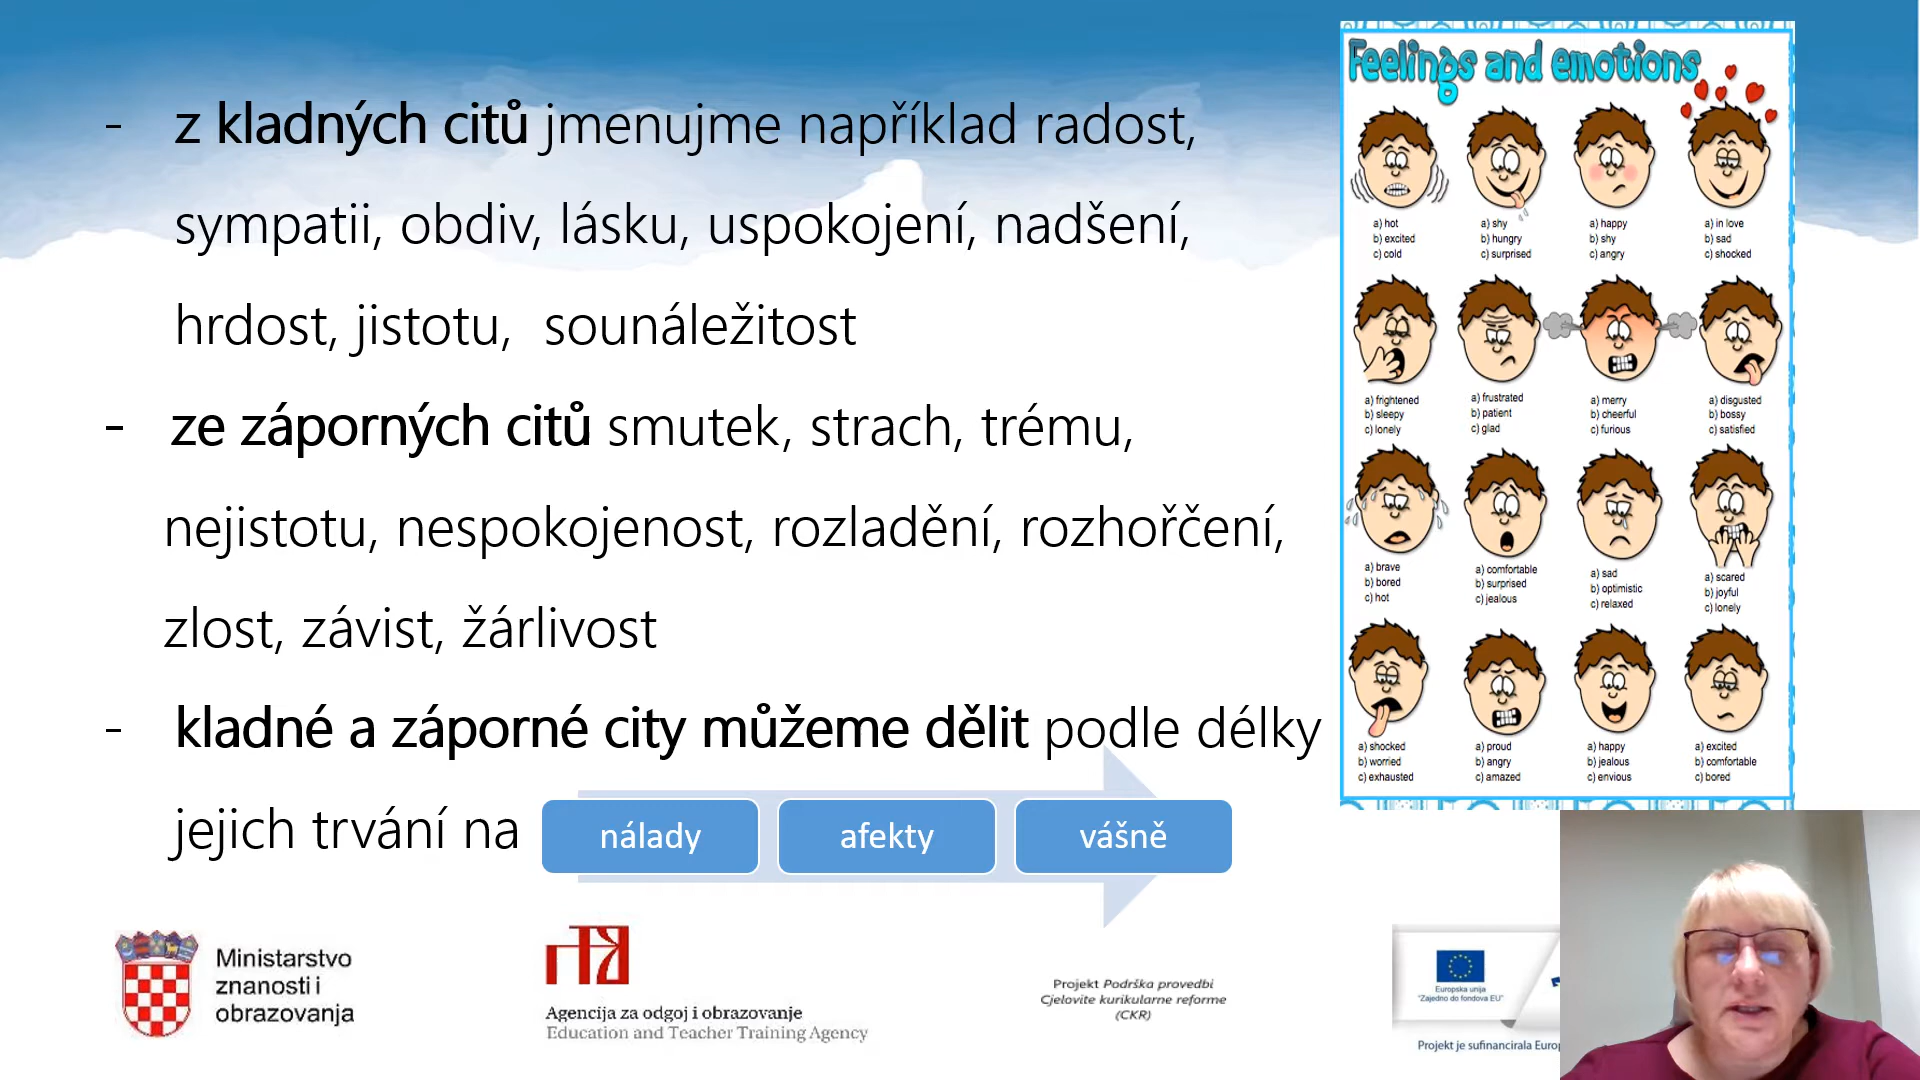 - z kladných citů jmenujme například radost,
sympatii, obdiv, lásku, uspokojení, nadšení,
hrdost, jistotu,  sounáležitost
- ze záporných citů smutek, strach, trému,
nejistotu, nespokojenost, rozladění, rozhořčení,
zlost, závist, žárlivost
- kladné a záporné city můžeme dělit podle délky
jejich trvání na
nálady
afekty
vášně
Feelings and emotions
a) hot
b) excited
c) cold
a) shy
b) hungry
c) surprised
a) happy
b) shy
c) angry
a) in love
b) sad
c) shocked
a) frightened
b) sleepy
c) lonely
a) frustrated
b) patient
c) glad
a) merry
b) cheerful
c) furious
a) disgusted
b) bossy
c) satisfied
a) brave
b) bored
c) hot
a) comfortable
b) surprised
c) jealous
a) sad
b) optimistic
c) relaxed
a) scared
b) joyful
c) lonely
a) shocked
b) worried
c) exhausted
a) proud
b) angry
c) amazed
a) happy
b) jealous
c) envious
a) excited
b) comfortable
c) bored
Ministarstvo
znanosti i
obrazovanja
Agencija za odgoj i obrazovanje
Education and Teacher Training Agency
Projekt Podrška provedbi
Cjelovite kurikularne reforme
(CKR)
Europska unija
"Zajedno do fondova EU"
Projekt je sufinancirala Europ